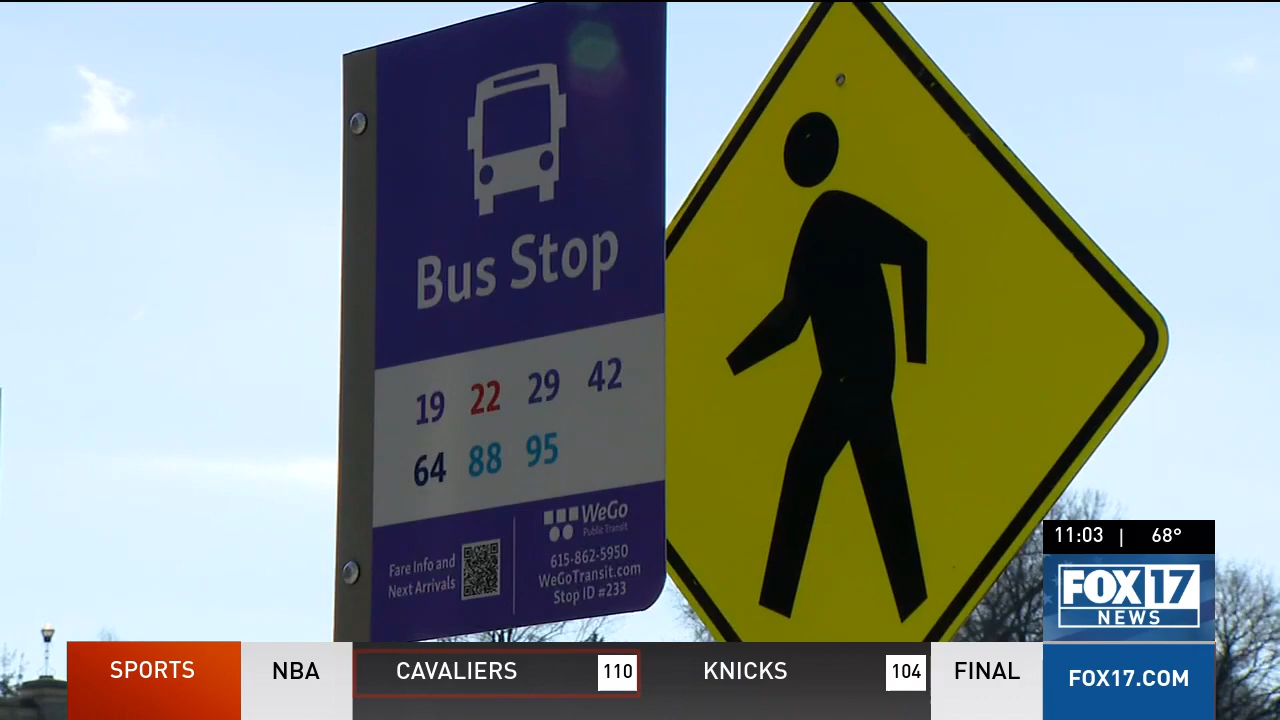 Bus Stop
19 22 29 42
64 88 95
Fare Info and
Next Arrivals
WeGo
Public Transit
615-862-5950
WeGoTransit.com
Stop ID #233
11:03 | 68°
FOX 17
NEWS
SPORTS NBA CAVALIERS 110 KNICKS 104 FINAL
FOX17.COM